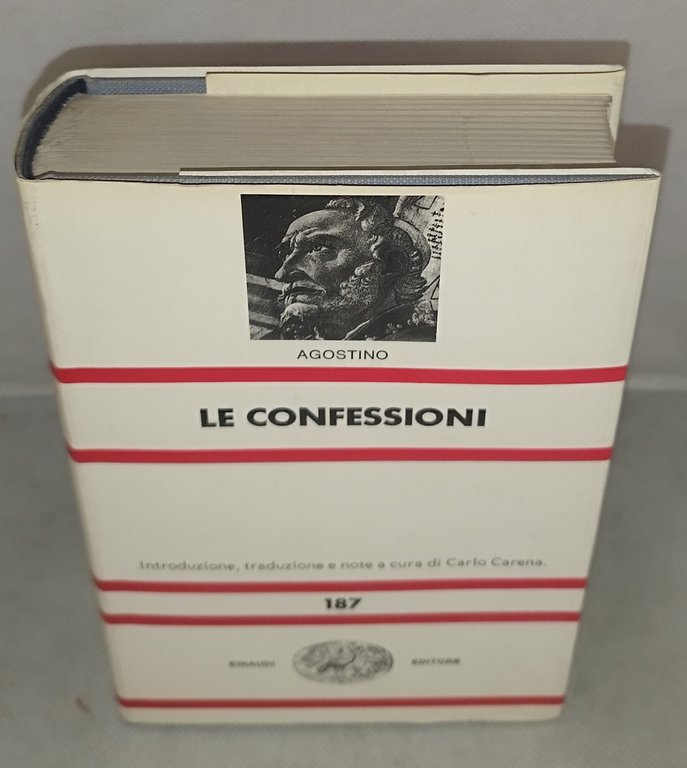 AGOSTINO
LE CONFESSIONI
Introduzione, traduzione e note a cura di Carlo Carena.
187
EINAUDI EDITORE